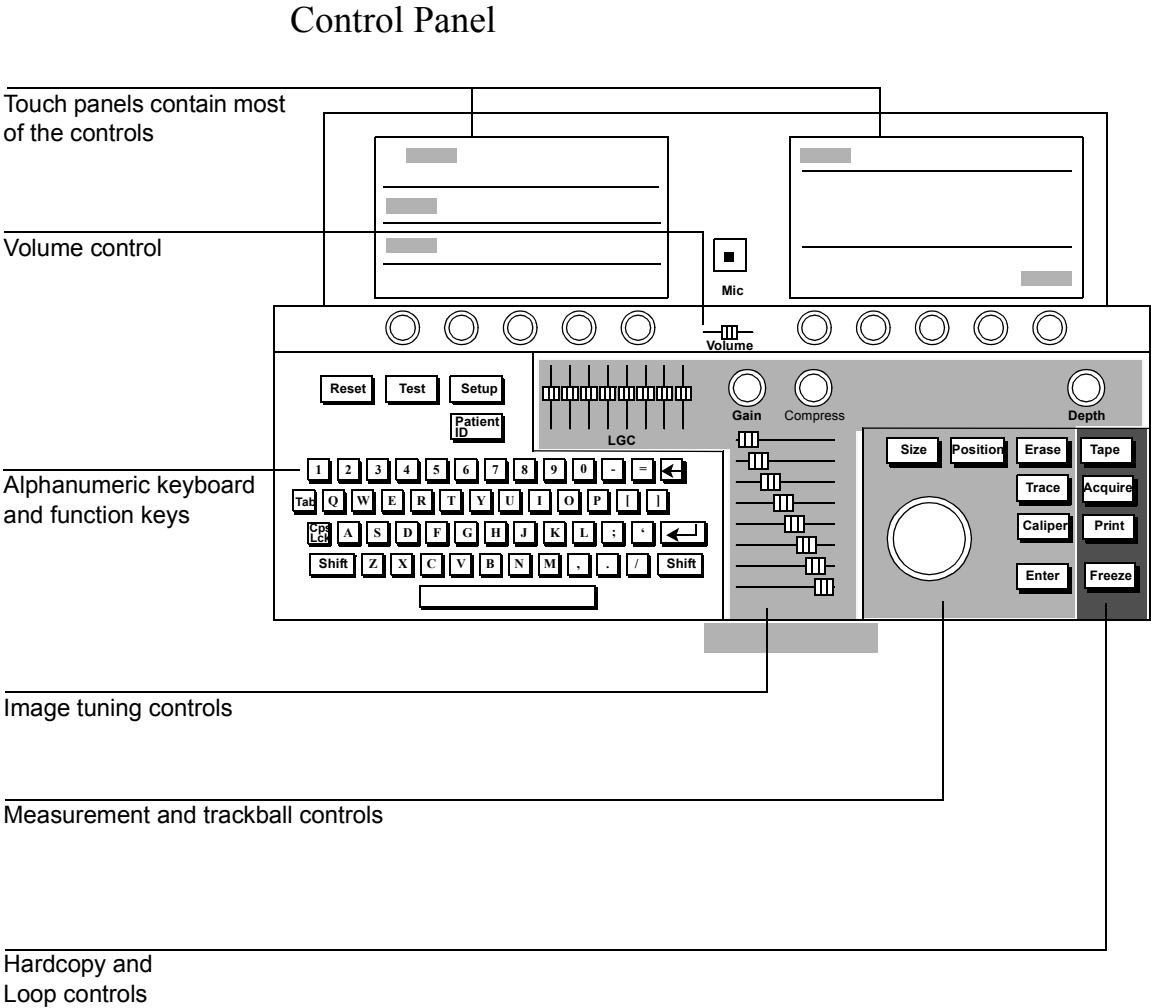 Control Panel
Touch panels contain most
of the controls
Volume control
Mic
Volume
Reset Test Setup
Patient
ID
LGC
Gain Compress Depth
Size Position Erase Tape
Trace Acquire
Caliper Print
Enter Freeze
Alphanumeric keyboard
and function keys
1 2 3 4 5 6 7 8 9 0 - =
Tab Q W E R T Y U I O P [ ]
Cps
Lck A S D F G H J K L ; ‘
Shift Z X C V B N M , . / Shift
Image tuning controls
Measurement and trackball controls
Hardcopy and
Loop controls